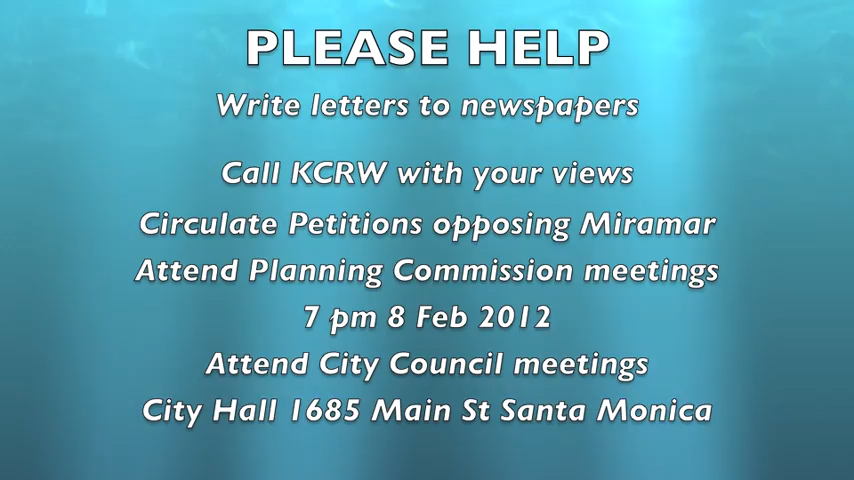 PLEASE HELP
Write letters to newspapers
Call KCRW with your views
Circulate Petitions opposing Miramar
Attend Planning Commission meetings
7 pm 8 Feb 2012
Attend City Council meetings
City Hall 1685 Main St Santa Monica